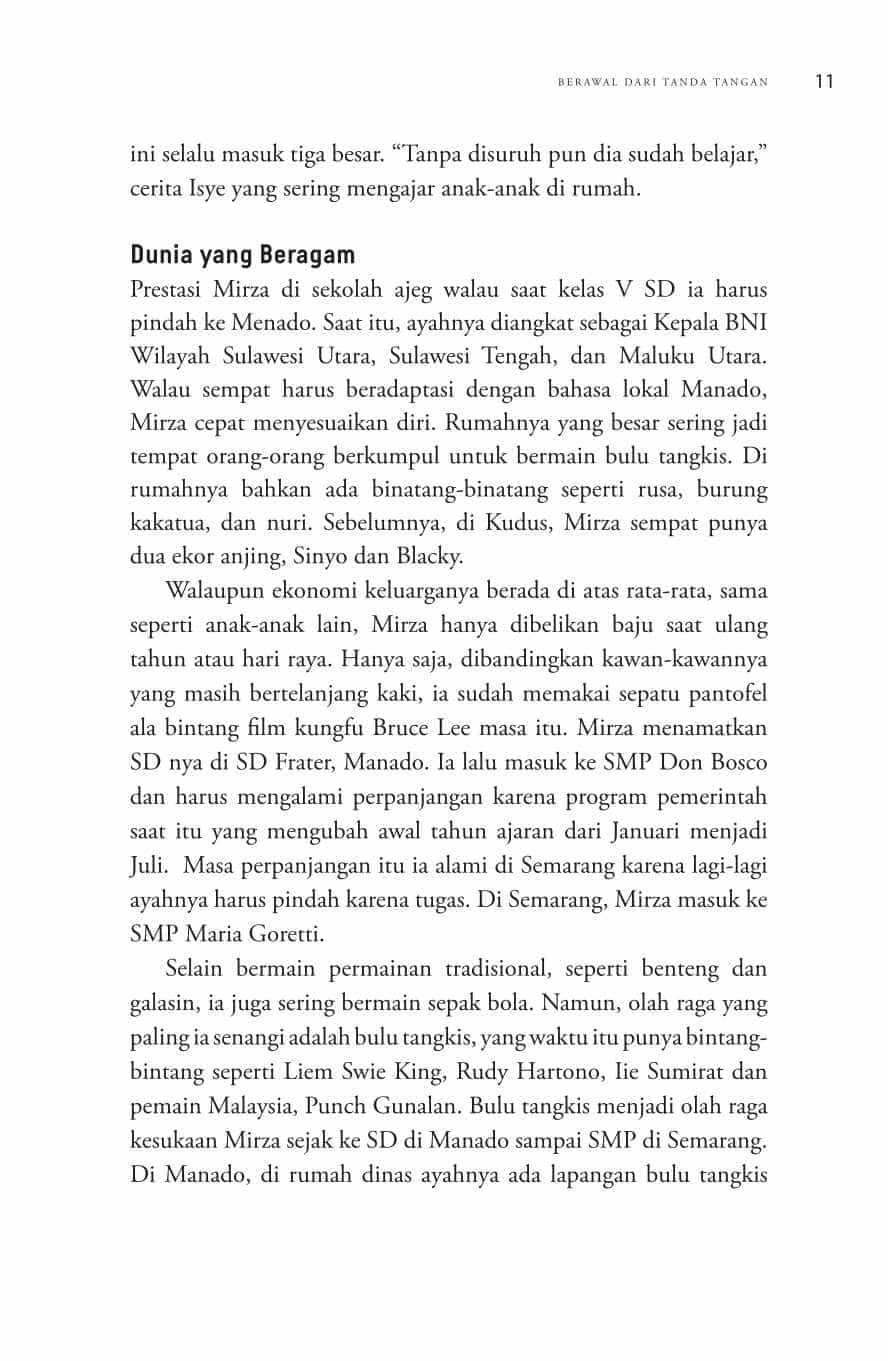 BERAWAL DARI TANDA TANGAN 11
ini selalu masuk tiga besar. “Tanpa disuruh pun dia sudah belajar,”
cerita Isye yang sering mengajar anak-anak di rumah.
Dunia yang Beragam
Prestasi Mirza di sekolah ajeg walau saat kelas V SD ia harus
pindah ke Menado. Saat itu, ayahnya diangkat sebagai Kepala BNI
Wilayah Sulawesi Utara, Sulawesi Tengah, dan Maluku Utara.
Walau sempat harus beradaptasi dengan bahasa lokal Manado,
Mirza cepat menyesuaikan diri. Rumahnya yang besar sering jadi
tempat orang-orang berkumpul untuk bermain bulu tangkis. Di
rumahnya bahkan ada binatang-binatang seperti rusa, burung
kakatua, dan nuri. Sebelumnya, di Kudus, Mirza sempat punya
dua ekor anjing, Sinyo dan Blacky.
Walaupun ekonomi keluarganya berada di atas rata-rata, sama
seperti anak-anak lain, Mirza hanya dibelikan baju saat ulang
tahun atau hari raya. Hanya saja, dibandingkan kawan-kawannya
yang masih bertelanjang kaki, ia sudah memakai sepatu pantofel
ala bintang film kungfu Bruce Lee masa itu. Mirza menamatkan
SD nya di SD Frater, Manado. Ia lalu masuk ke SMP Don Bosco
dan harus mengalami perpanjangan karena program pemerintah
saat itu yang mengubah awal tahun ajaran dari Januari menjadi
Juli. Masa perpanjangan itu ia alami di Semarang karena lagi-lagi
ayahnya harus pindah karena tugas. Di Semarang, Mirza masuk ke
SMP Maria Goretti.
Selain bermain permainan tradisional, seperti benteng dan
galasin, ia juga sering bermain sepak bola. Namun, olah raga yang
paling ia senangi adalah bulu tangkis, yang waktu itu punya bintang-
bintang seperti Liem Swie King, Rudy Hartono, Iie Sumirat dan
pemain Malaysia, Punch Gunalan. Bulu tangkis menjadi olah raga
kesukaan Mirza sejak ke SD di Manado sampai SMP di Semarang.
Di Manado, di rumah dinas ayahnya ada lapangan bulu tangkis